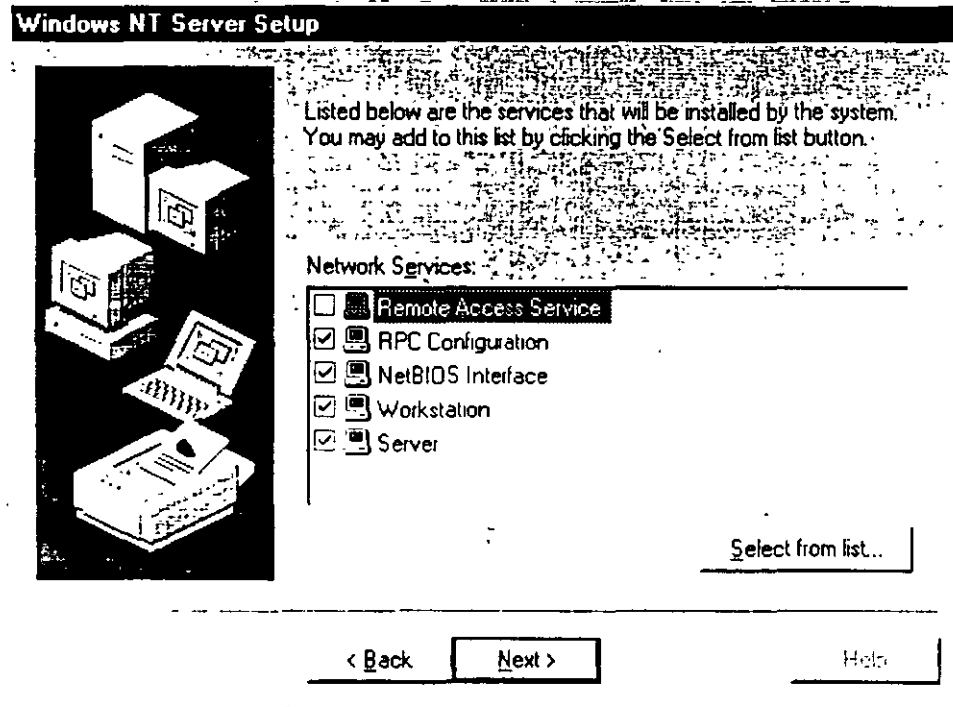 Windows NT Server Setup
Listed below are the services that will be installed by the system.
You may add to this list by clicking the Select from list button.
Network Services:
Remote Access Service
RPC Configuration
NetBIOS Interface
Workstation
Server
Select from list...
< Back
Next >
Help